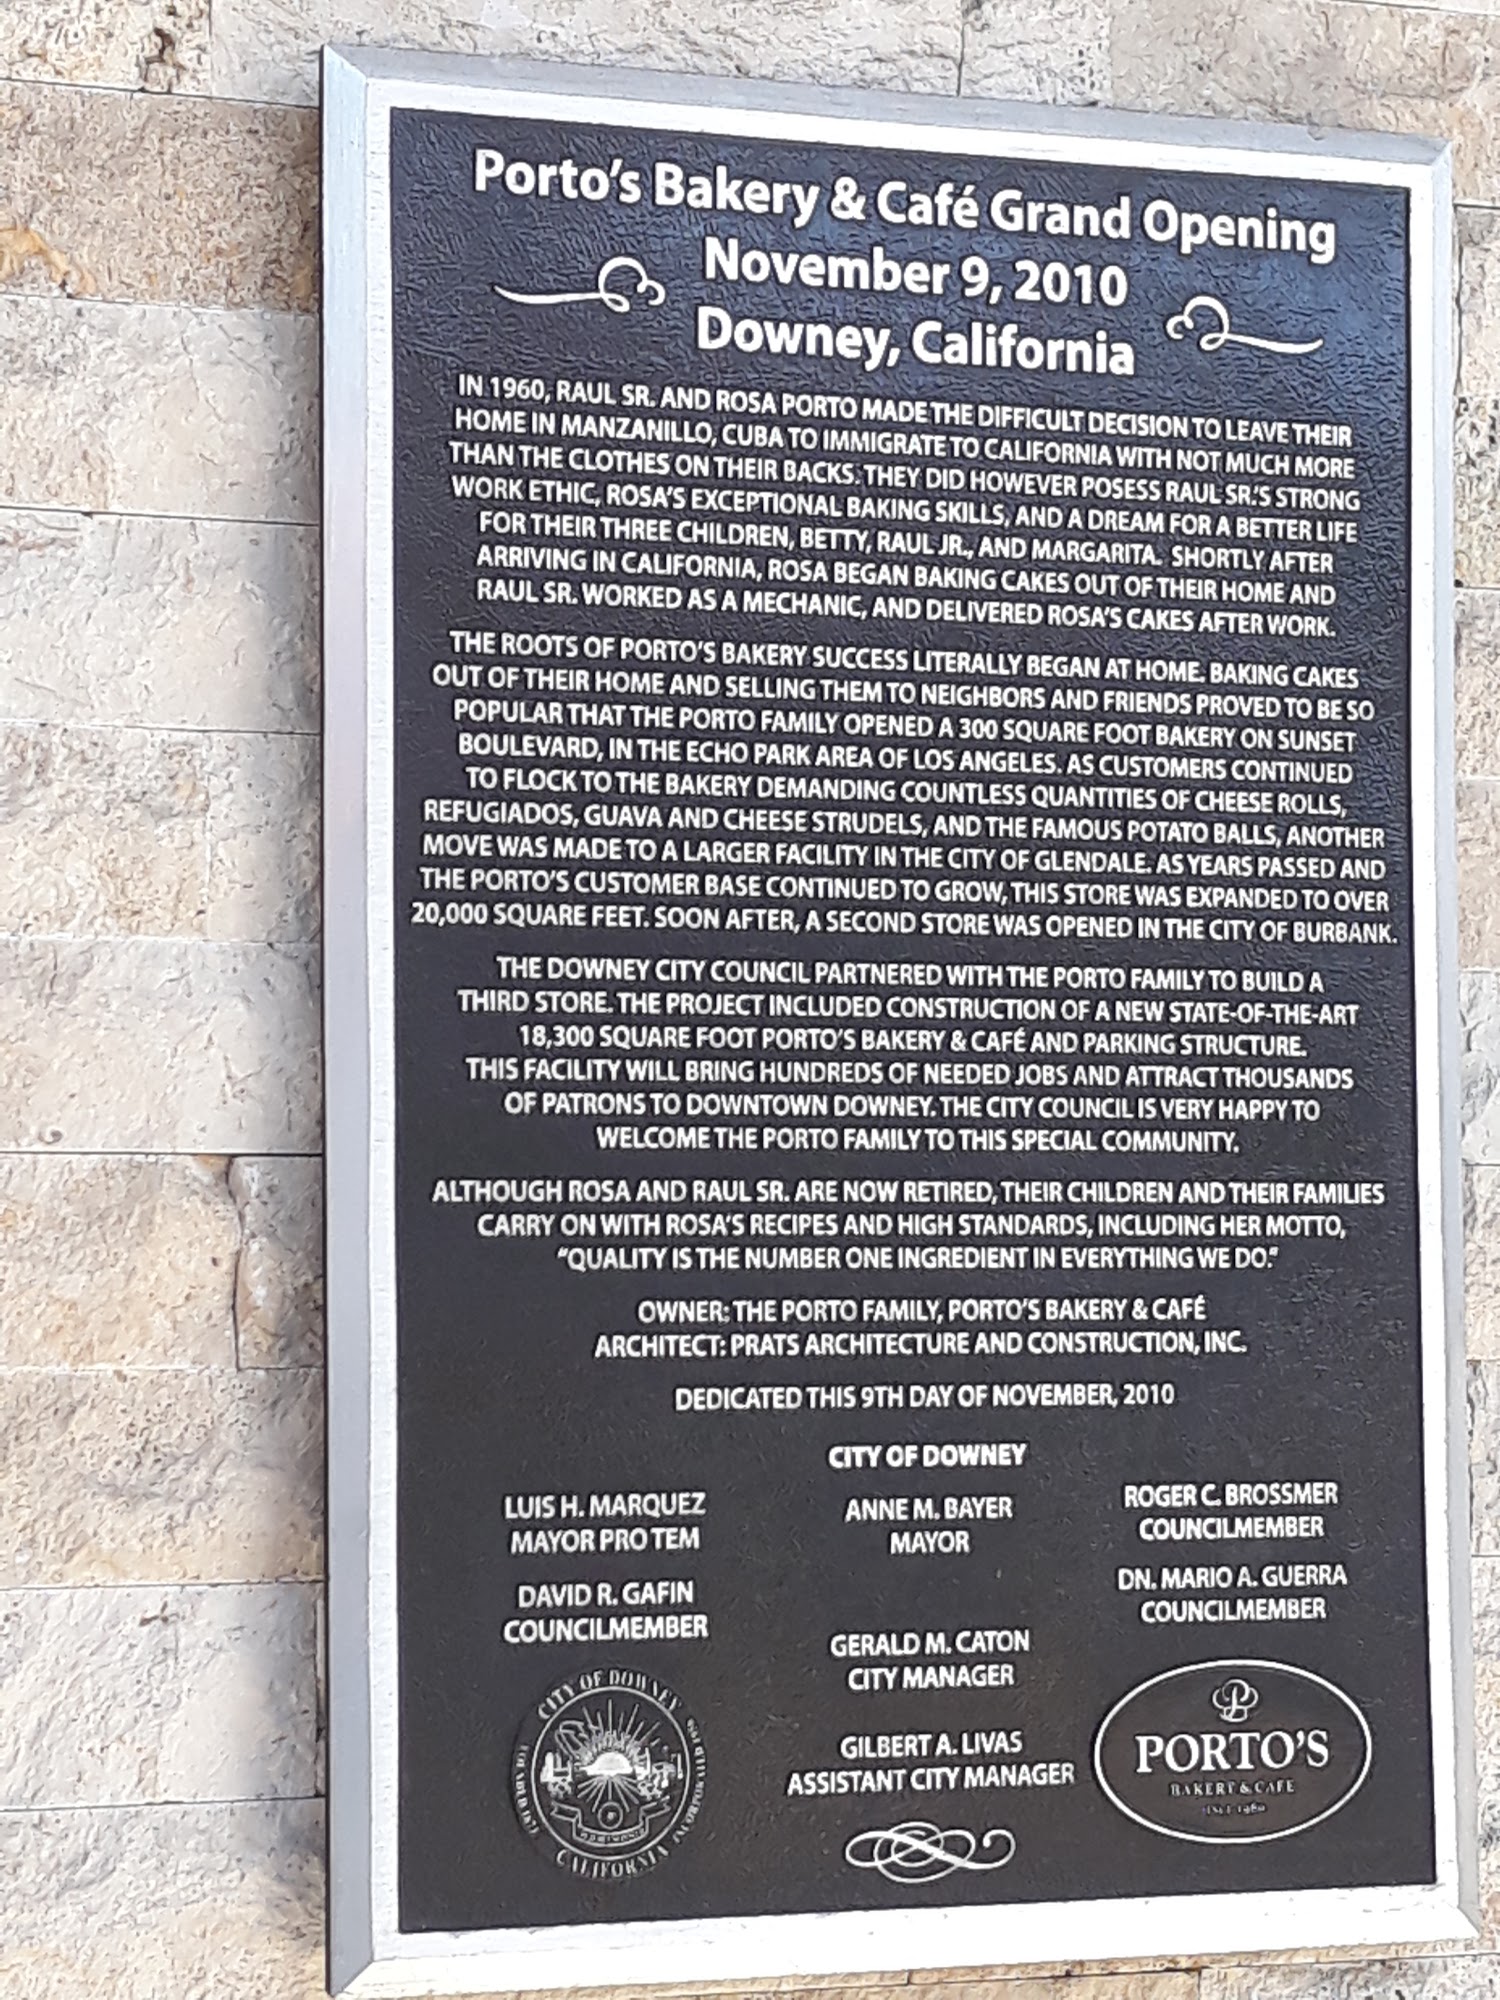 Porto's Bakery & Café Grand Opening
November 9, 2010
Downey, California
IN 1960, RAUL SR. AND ROSA PORTO MADE THE DIFFICULT DECISION TO LEAVE THEIR
HOME IN MANZANILLO, CUBA TO IMMIGRATE TO CALIFORNIA WITH NOT MUCH MORE
THAN THE CLOTHES ON THEIR BACKS. THEY DID HOWEVER POSESS RAUL SR.'S STRONG
WORK ETHIC, ROSA'S EXCEPTIONAL BAKING SKILLS, AND A DREAM FOR A BETTER LIFE
FOR THEIR THREE CHILDREN, BETTY, RAUL JR., AND MARGARITA. SHORTLY AFTER
ARRIVING IN CALIFORNIA, ROSA BEGAN BAKING CAKES OUT OF THEIR HOME AND
RAUL SR. WORKED AS A MECHANIC, AND DELIVERED ROSA'S CAKES AFTER WORK.
THE ROOTS OF PORTO'S BAKERY SUCCESS LITERALLY BEGAN AT HOME. BAKING CAKES
OUT OF THEIR HOME AND SELLING THEM TO NEIGHBORS AND FRIENDS PROVED TO BE SO
POPULAR THAT THE PORTO FAMILY OPENED A 300 SQUARE FOOT BAKERY ON SUNSET
BOULEVARD, IN THE ECHO PARK AREA OF LOS ANGELES. AS CUSTOMERS CONTINUED
TO FLOCK TO THE BAKERY DEMANDING COUNTLESS QUANTITIES OF CHEESE ROLLS,
REFUGIADOS, GUAVA AND CHEESE STRUDELS, AND THE FAMOUS POTATO BALLS, ANOTHER
MOVE WAS MADE TO A LARGER FACILITY IN THE CITY OF GLENDALE. AS YEARS PASSED AND
THE PORTO'S CUSTOMER BASE CONTINUED TO GROW, THIS STORE WAS EXPANDED TO OVER
20,000 SQUARE FEET. SOON AFTER, A SECOND STORE WAS OPENED IN THE CITY OF BURBANK.
THE DOWNEY CITY COUNCIL PARTNERED WITH THE PORTO FAMILY TO BUILD A
THIRD STORE. THE PROJECT INCLUDED CONSTRUCTION OF A NEW STATE-OF-THE-ART
18,300 SQUARE FOOT PORTO'S BAKERY & CAFÉ AND PARKING STRUCTURE.
THIS FACILITY WILL BRING HUNDREDS OF NEEDED JOBS AND ATTRACT THOUSANDS
OF PATRONS TO DOWNTOWN DOWNEY. THE CITY COUNCIL IS VERY HAPPY TO
WELCOME THE PORTO FAMILY TO THIS SPECIAL COMMUNITY.
ALTHOUGH ROSA AND RAUL SR. ARE NOW RETIRED, THEIR CHILDREN AND THEIR FAMILIES
CARRY ON WITH ROSA'S RECIPES AND HIGH STANDARDS, INCLUDING HER MOTTO,
"QUALITY IS THE NUMBER ONE INGREDIENT IN EVERYTHING WE DO."
OWNER: THE PORTO FAMILY, PORTO'S BAKERY & CAFÉ
ARCHITECT: PRATS ARCHITECTURE AND CONSTRUCTION, INC.
DEDICATED THIS 9TH DAY OF NOVEMBER, 2010
CITY OF DOWNEY
LUIS H. MARQUEZ
MAYOR PRO TEM
DAVID R. GAFIN
COUNCILMEMBER
ANNE M. BAYER
MAYOR
ROGER C. BROSSMER
COUNCILMEMBER
DN. MARIO A. GUERRA
COUNCILMEMBER
GERALD M. CATON
CITY MANAGER
GILBERT A. LIVAS
ASSISTANT CITY MANAGER
CITY OF DOWNEY
CALIFORNIA
FOUNDED 1873
INCORPORATED 1956
P
PORTO'S
BAKERY & CAFE
EST. 1960